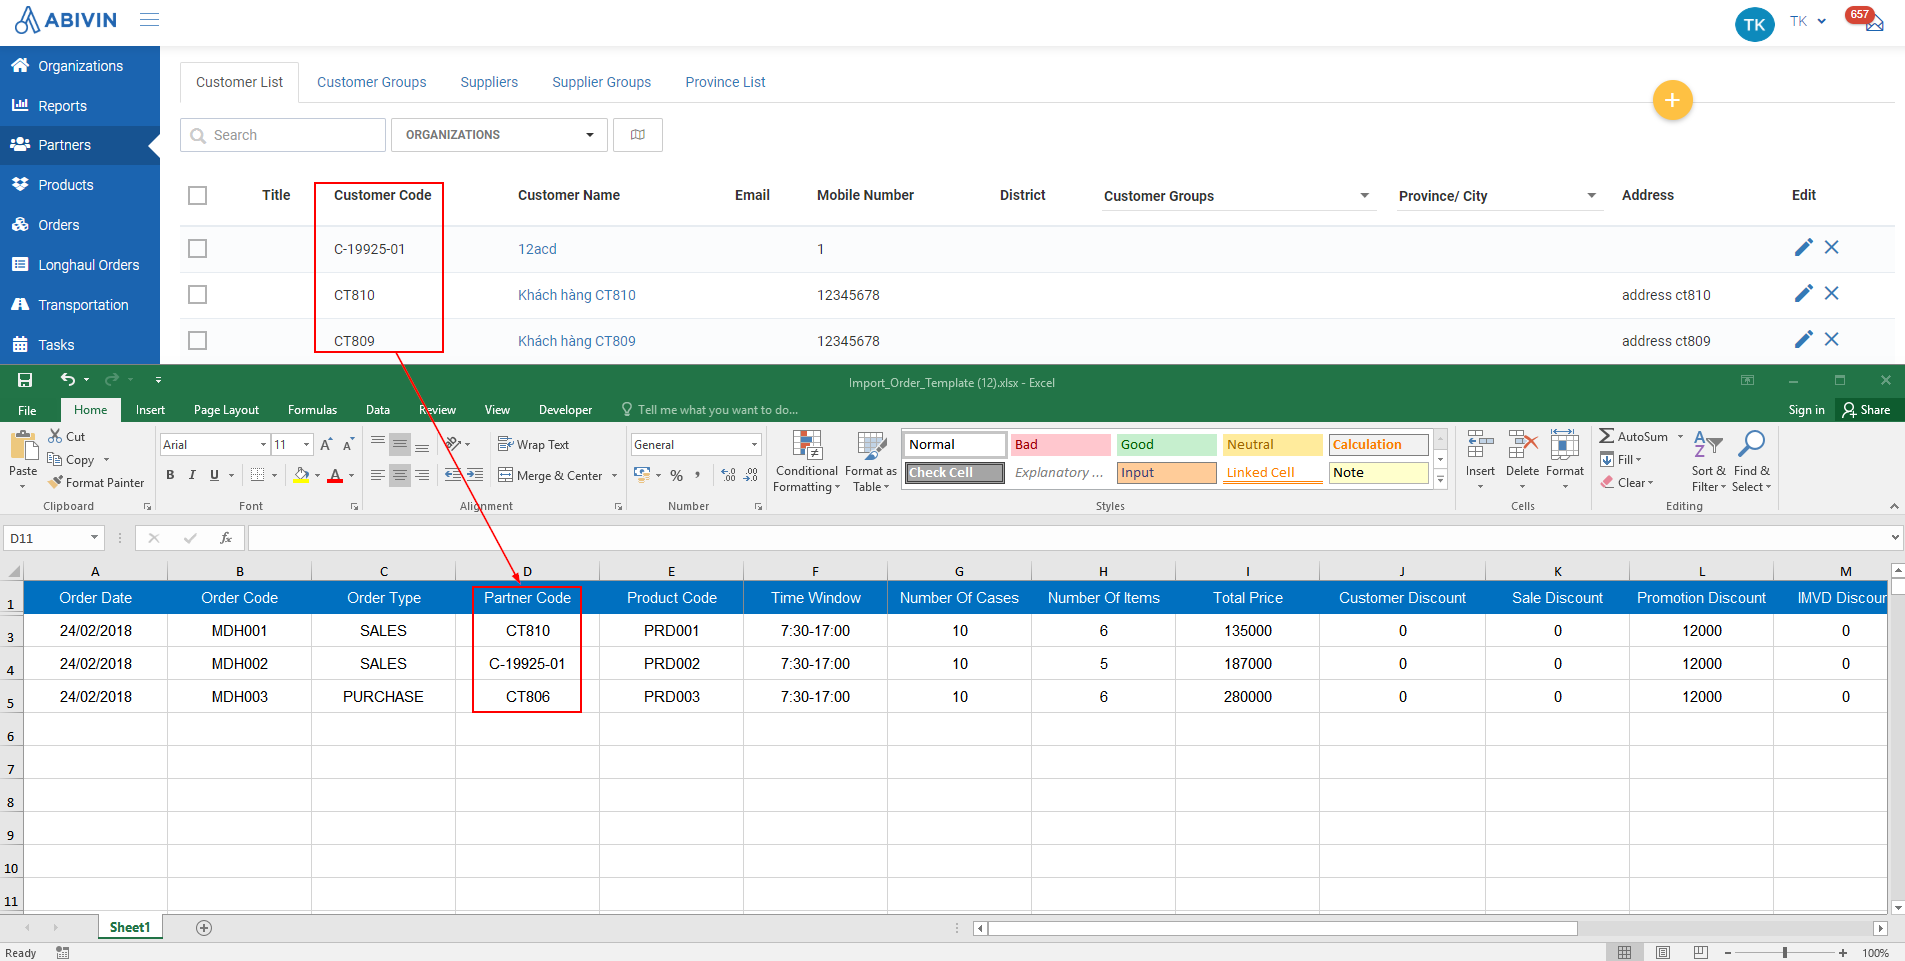 ABIVIN
TK
TK
657
Organizations
Reports
Partners
Products
Orders
Longhaul Orders
Transportation
Tasks
Customer List Customer Groups Suppliers Supplier Groups Province List
+
Search
ORGANIZATIONS
Title Customer Code Customer Name Email Mobile Number District Customer Groups Province/ City Address Edit
C-19925-01 12acd 1
CT810 Khách hàng CT810 12345678 address ct810
CT809 Khách hàng CT809 12345678 address ct809
Import_Order_Template (12).xlsx - Excel
File Home Insert Page Layout Formulas Data Review View Developer Tell me what you want to do... Sign in Share
Paste
Cut
Copy
Format Painter
Clipboard
Arial 11
B I U
Font
Wrap Text
Merge & Center
Alignment
General
% ,
Number
Conditional Formatting
Format as Table
Normal Bad Good Neutral Calculation
Check Cell Explanatory ... Input Linked Cell Note
Styles
Insert Delete Format
Cells
AutoSum
Fill
Clear
Sort & Filter
Find & Select
Editing
D11
fx
A B C D E F G H I J K L M
1 Order Date Order Code Order Type Partner Code Product Code Time Window Number Of Cases Number Of Items Total Price Customer Discount Sale Discount Promotion Discount IMVD Discour
3 24/02/2018 MDH001 SALES CT810 PRD001 7:30-17:00 10 6 135000 0 0 12000 0
4 24/02/2018 MDH002 SALES C-19925-01 PRD002 7:30-17:00 10 5 187000 0 0 12000 0
5 24/02/2018 MDH003 PURCHASE CT806 PRD003 7:30-17:00 10 6 280000 0 0 12000 0
6
7
8
9
10
11
Sheet1
Ready
100%